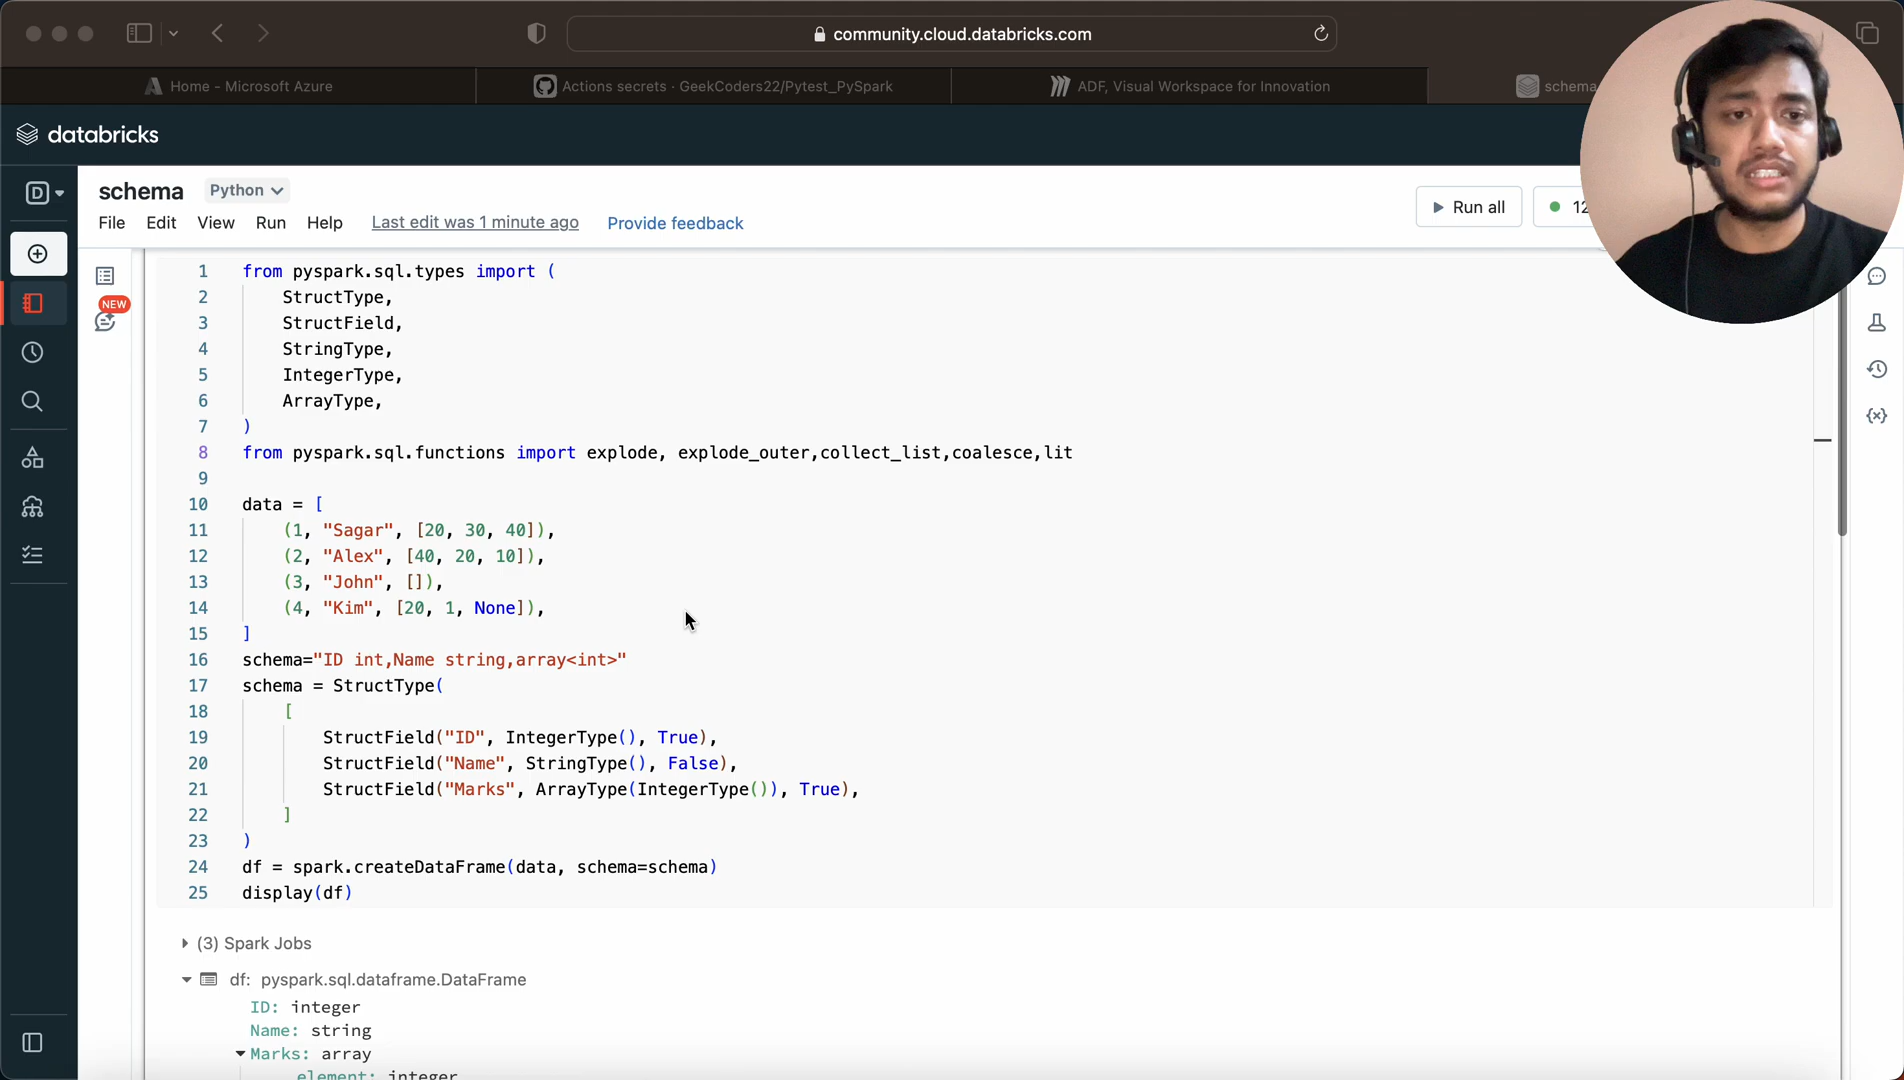 community.cloud.databricks.com
Home - Microsoft Azure
Actions secrets · GeekCoders22/Pytest_PySpark
ADF, Visual Workspace for Innovation
schema
databricks
D
schema Python
File Edit View Run Help Last edit was 1 minute ago Provide feedback
Run all
12
NEW
1 from pyspark.sql.types import (
2 StructType,
3 StructField,
4 StringType,
5 IntegerType,
6 ArrayType,
7 )
8 from pyspark.sql.functions import explode, explode_outer,collect_list,coalesce,lit
9
10 data = [
11 (1, "Sagar", [20, 30, 40]),
12 (2, "Alex", [40, 20, 10]),
13 (3, "John", []),
14 (4, "Kim", [20, 1, None]),
15 ]
16 schema="ID int,Name string,array<int>"
17 schema = StructType(
18 [
19 StructField("ID", IntegerType(), True),
20 StructField("Name", StringType(), False),
21 StructField("Marks", ArrayType(IntegerType()), True),
22 ]
23 )
24 df = spark.createDataFrame(data, schema=schema)
25 display(df)
(3) Spark Jobs
df: pyspark.sql.dataframe.DataFrame
ID: integer
Name: string
Marks: array
element: integer